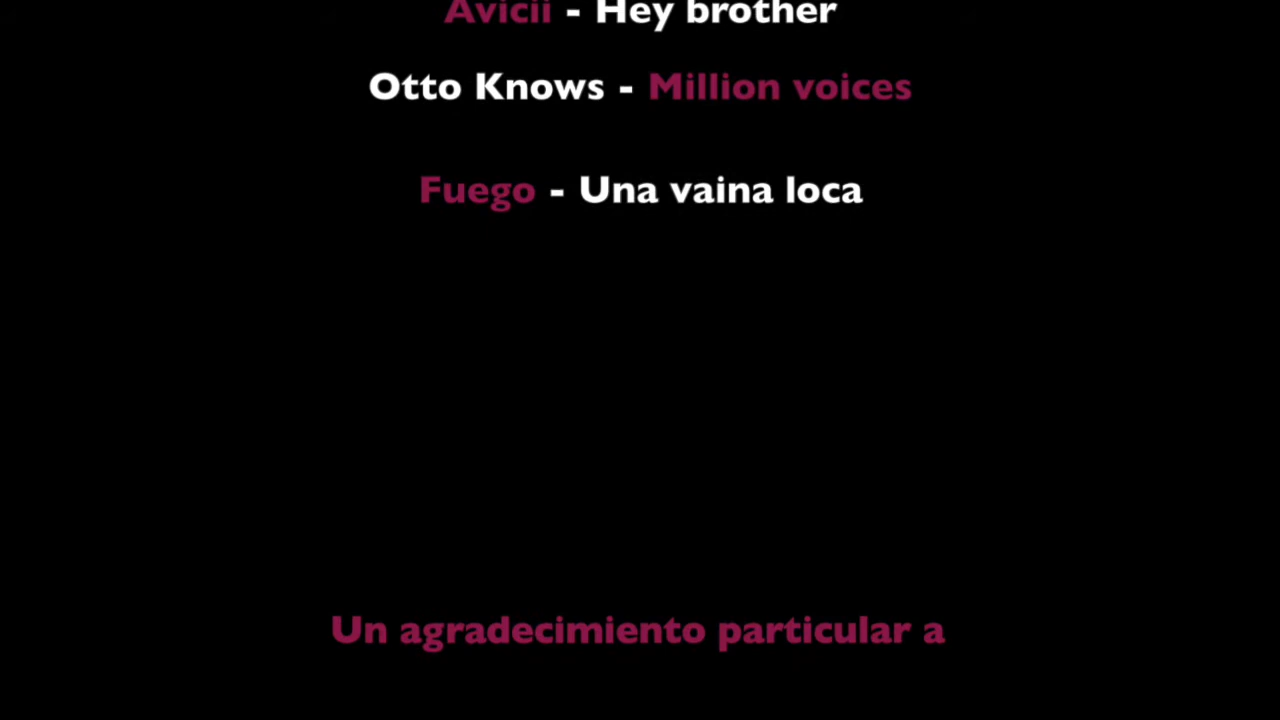 Avicii - Hey brother
Otto Knows - Million voices
Fuego - Una vaina loca
Un agradecimiento particular a